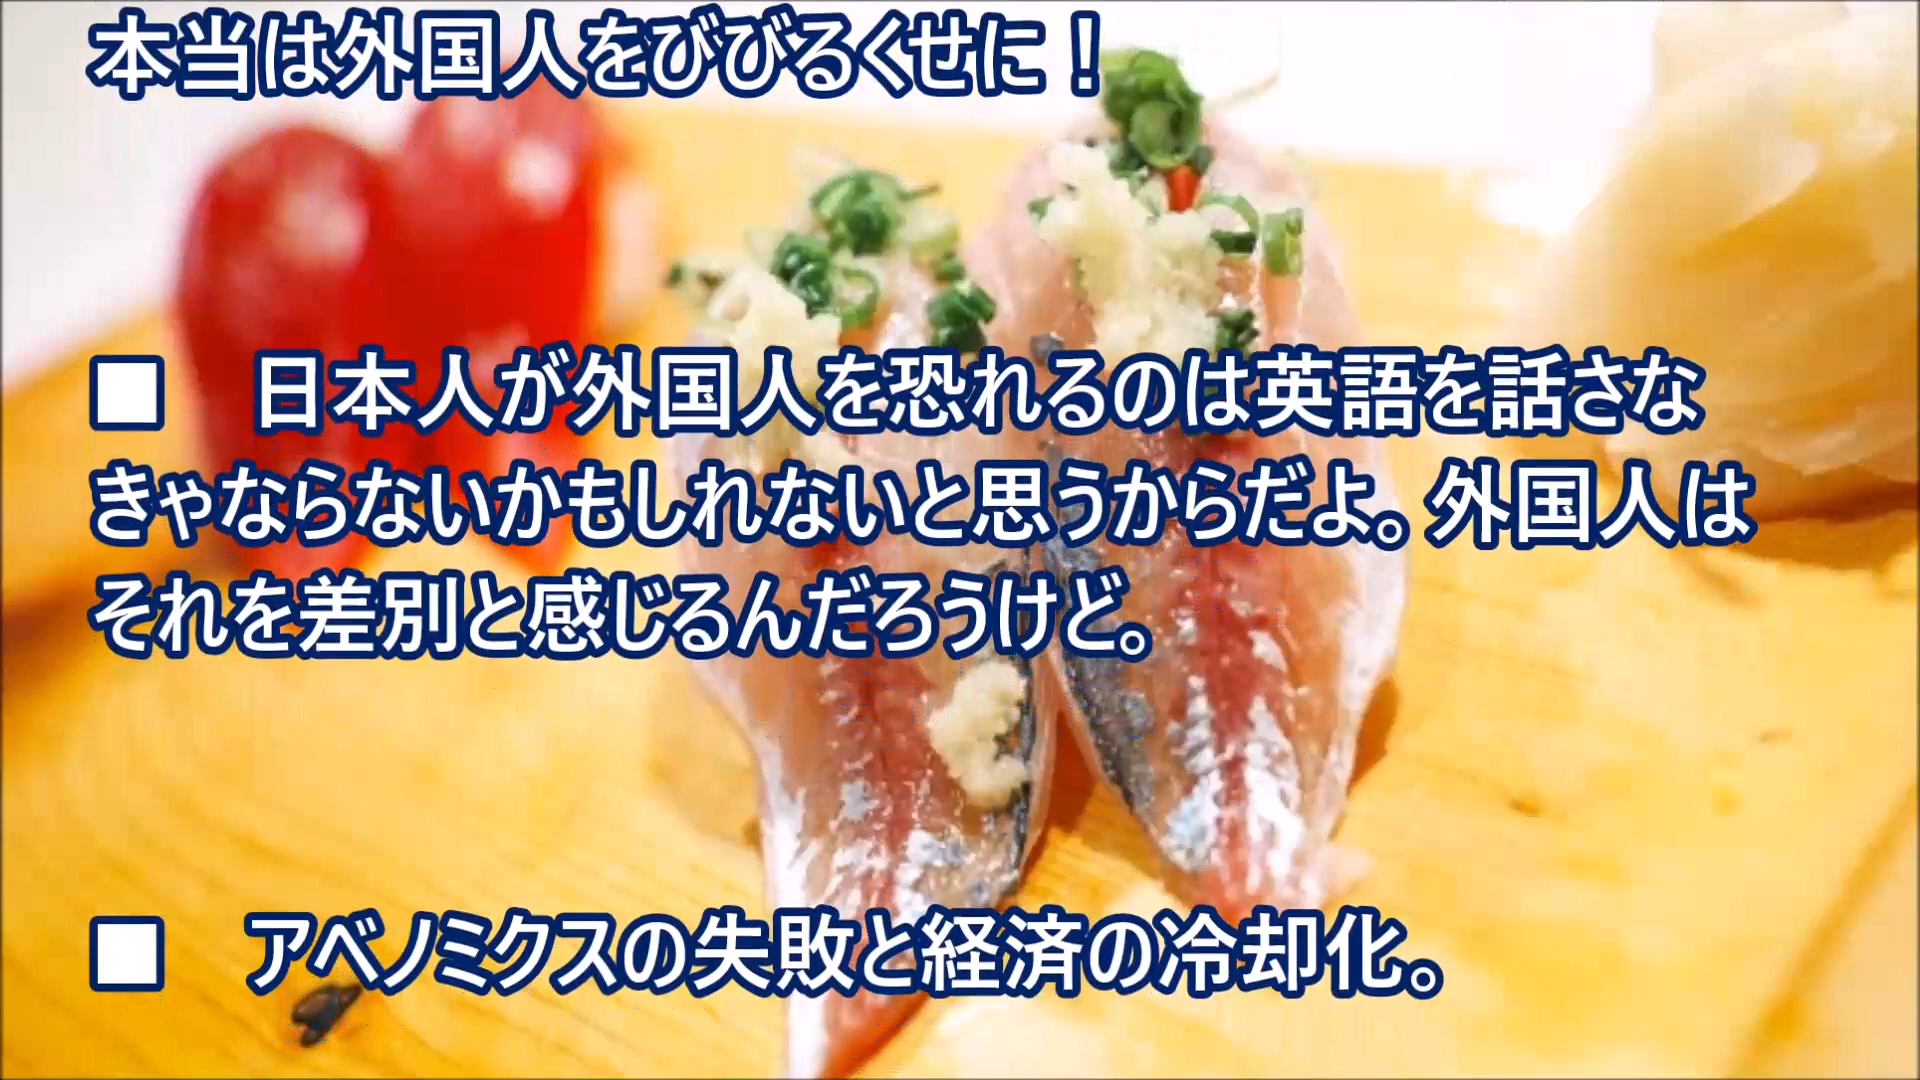 本当は外国人をびびるくせに！
■　日本人が外国人を恐れるのは英語を話さな
きゃならないかもしれないと思うからだよ。外国人は
それを差別と感じるんだろうけど。
■　アベノミクスの失敗と経済の冷却化。